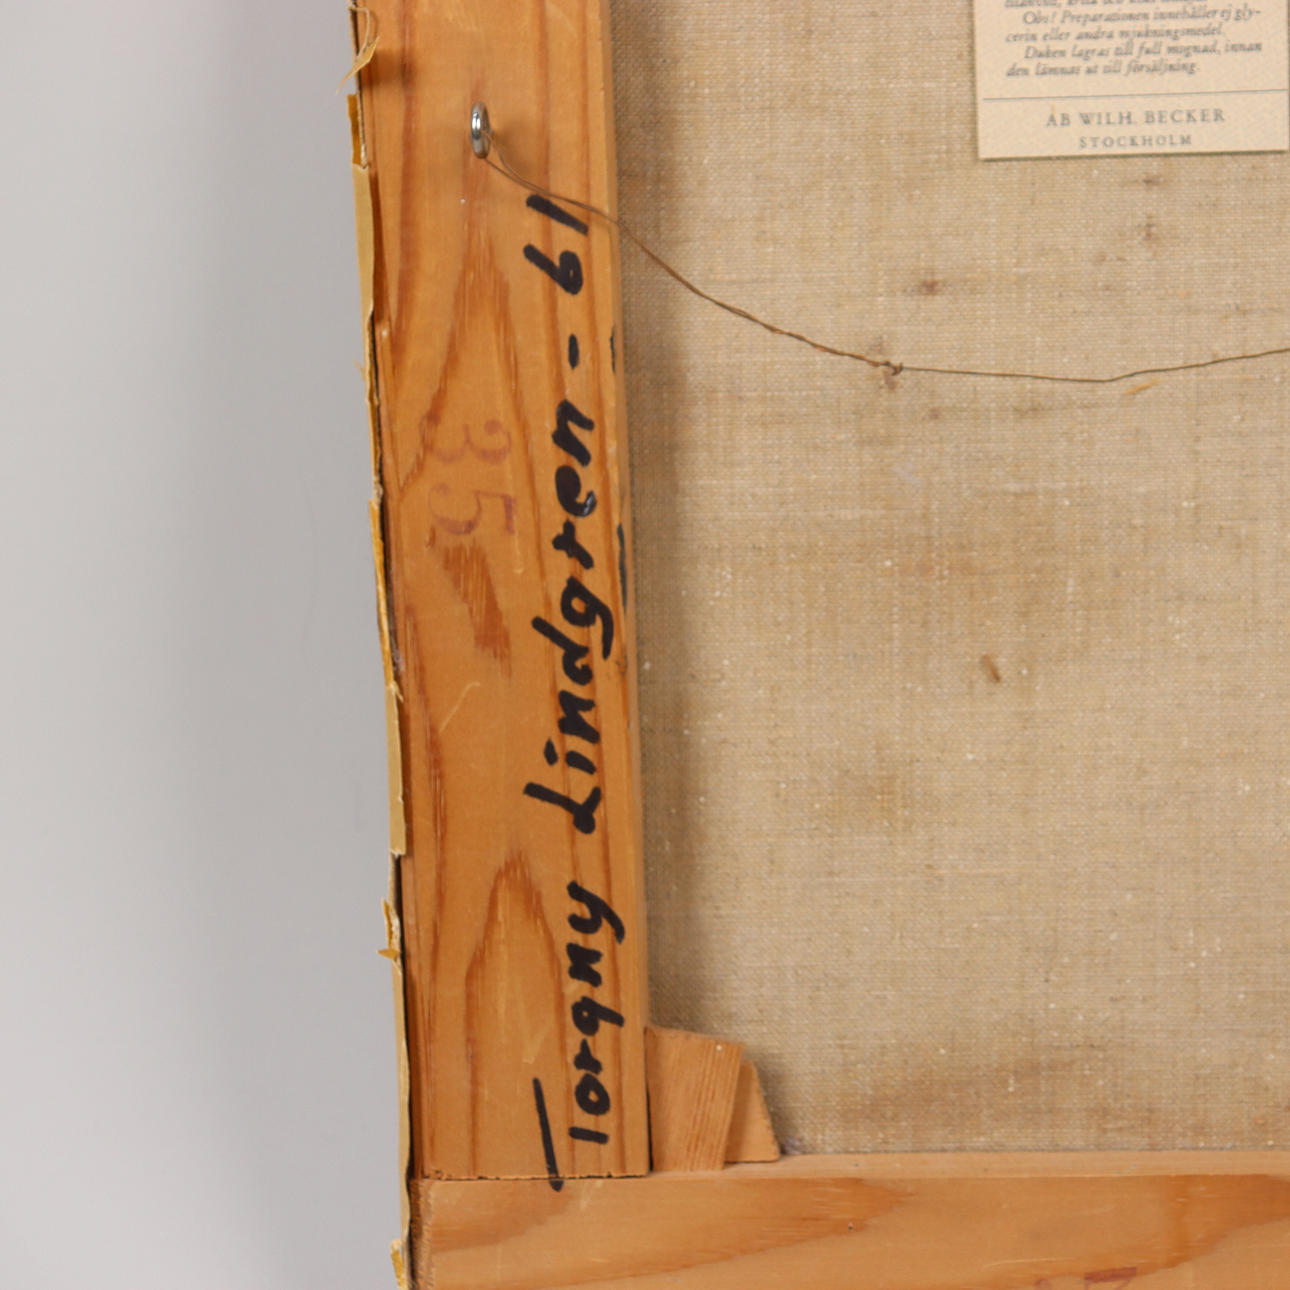 Obs! Preparationen innehåller ej gly-
cerin eller andra mjukningsmedel.
Duken lagras till full mognad, innan
den lämnas ut till försäljning.
AB WILH. BECKER
STOCKHOLM
Torgny Lindgren - 61
35